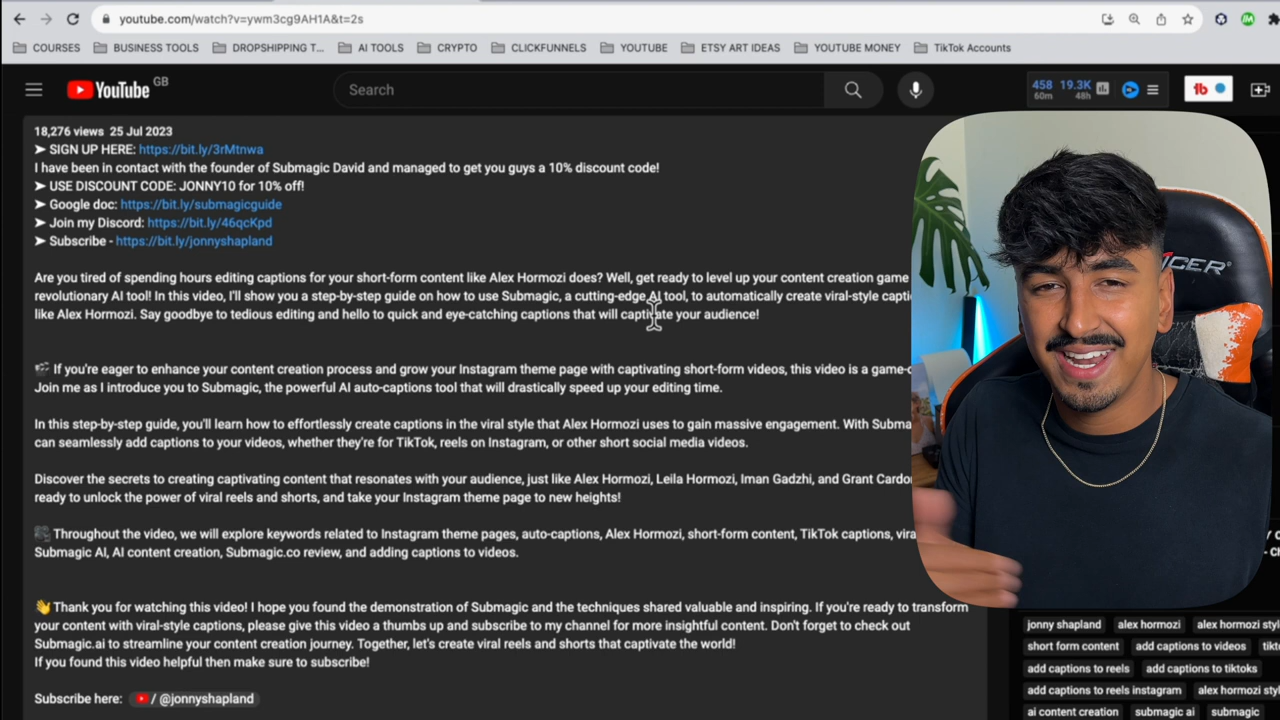 youtube.com/watch?v=ywm3cg9AH1A&t=2s
COURSES BUSINESS TOOLS DROPSHIPPING T... AI TOOLS CRYPTO CLICKFUNNELS YOUTUBE ETSY ART IDEAS YOUTUBE MONEY TikTok Accounts
YouTube GB
Search
458 19.3K
60m 48h
tb
18,276 views 25 Jul 2023
➤ SIGN UP HERE: https://bit.ly/3rMtnwa
I have been in contact with the founder of Submagic David and managed to get you guys a 10% discount code!
➤ USE DISCOUNT CODE: JONNY10 for 10% off!
➤ Google doc: https://bit.ly/submagicguide
➤ Join my Discord: https://bit.ly/46qcKpd
➤ Subscribe - https://bit.ly/jonnyshapland
Are you tired of spending hours editing captions for your short-form content like Alex Hormozi does? Well, get ready to level up your content creation game
revolutionary AI tool! In this video, I'll show you a step-by-step guide on how to use Submagic, a cutting-edge AI tool, to automatically create viral-style capti
like Alex Hormozi. Say goodbye to tedious editing and hello to quick and eye-catching captions that will captivate your audience!
If you're eager to enhance your content creation process and grow your Instagram theme page with captivating short-form videos, this video is a game-c
Join me as I introduce you to Submagic, the powerful AI auto-captions tool that will drastically speed up your editing time.
In this step-by-step guide, you'll learn how to effortlessly create captions in the viral style that Alex Hormozi uses to gain massive engagement. With Subma
can seamlessly add captions to your videos, whether they're for TikTok, reels on Instagram, or other short social media videos.
Discover the secrets to creating captivating content that resonates with your audience, just like Alex Hormozi, Leila Hormozi, Iman Gadzhi, and Grant Cardo
ready to unlock the power of viral reels and shorts, and take your Instagram theme page to new heights!
Throughout the video, we will explore keywords related to Instagram theme pages, auto-captions, Alex Hormozi, short-form content, TikTok captions, vira
Submagic AI, AI content creation, Submagic.co review, and adding captions to videos.
👋Thank you for watching this video! I hope you found the demonstration of Submagic and the techniques shared valuable and inspiring. If you're ready to transform
your content with viral-style captions, please give this video a thumbs up and subscribe to my channel for more insightful content. Don't forget to check out
Submagic.ai to streamline your content creation journey. Together, let's create viral reels and shorts that captivate the world!
If you found this video helpful then make sure to subscribe!
Subscribe here: / @jonnyshapland
jonny shapland alex hormozi alex hormozi styl
short form content add captions to videos tikt
add captions to reels add captions to tiktoks
add captions to reels instagram alex hormozi styl
ai content creation submagic ai submagic